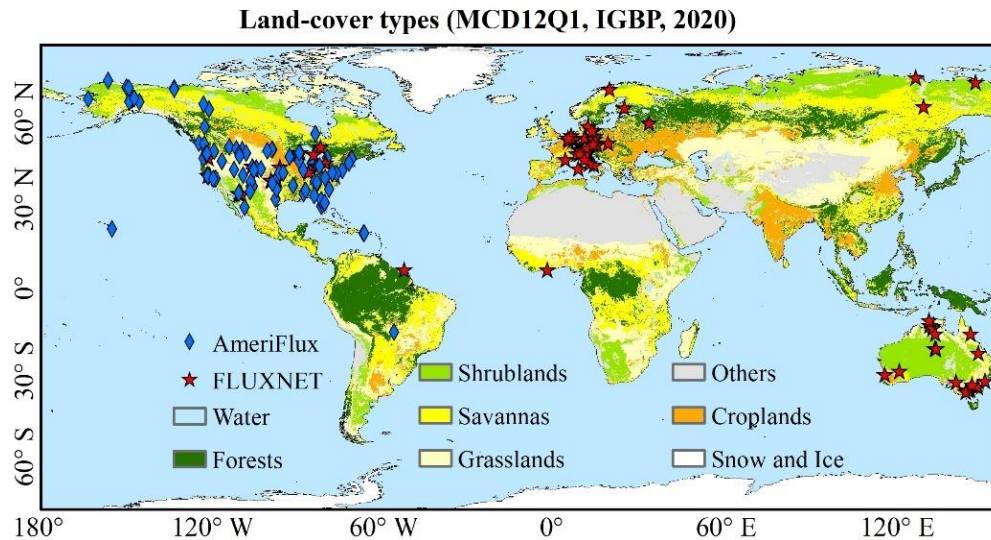 Land-cover types (MCD12Q1, IGBP, 2020)
60° N
30° N
0°
30° S
60° S
AmeriFlux
FLUXNET
Water
Forests
Shrublands
Savannas
Grasslands
Others
Croplands
Snow and Ice
180°
120° W
60° W
0°
60° E
120° E